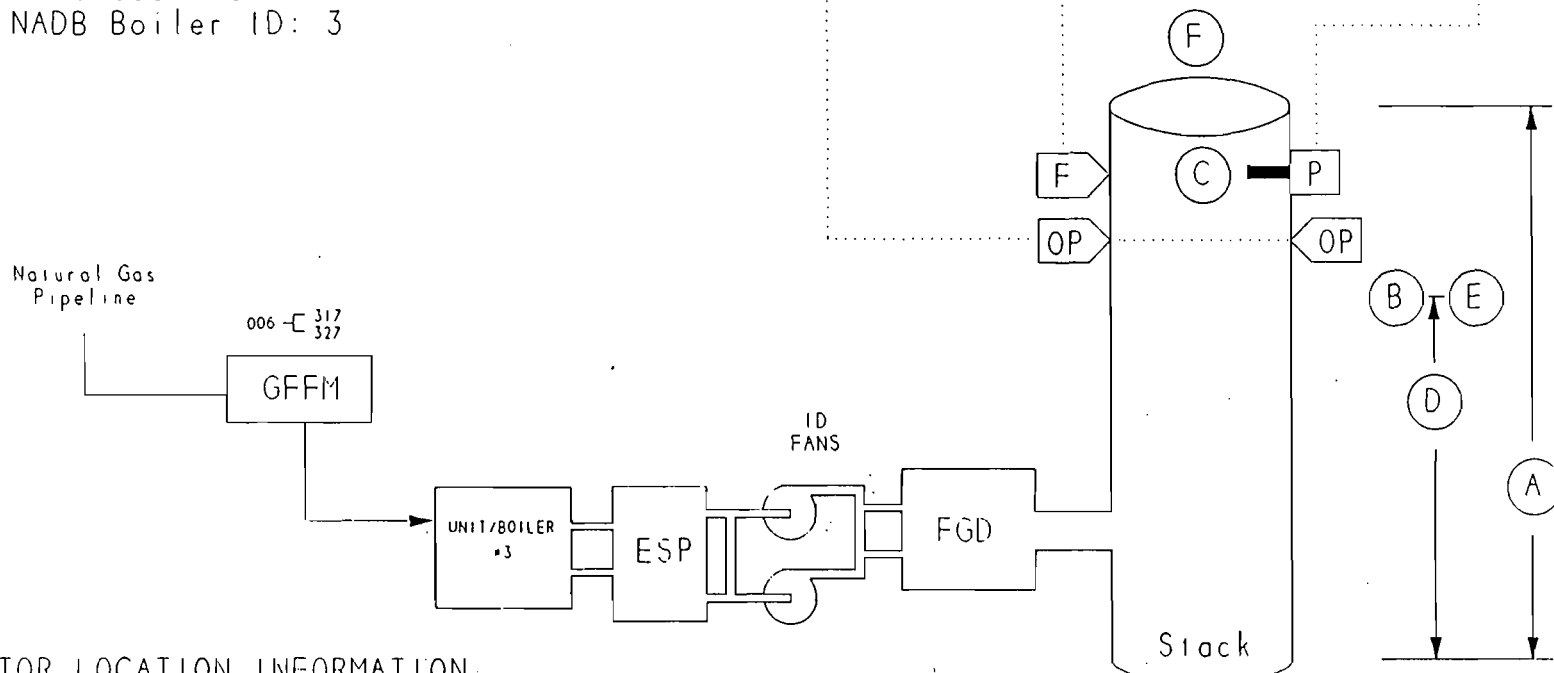 NADB Boiler ID: 3
F
F
C
P
OP
OP
Natural Gas
Pipeline
B
E
006
317
327
GFFM
D
ID
FANS
A
UNIT/BOILER
#3
ESP
FGD
Stack
TOR LOCATION INFORMATION